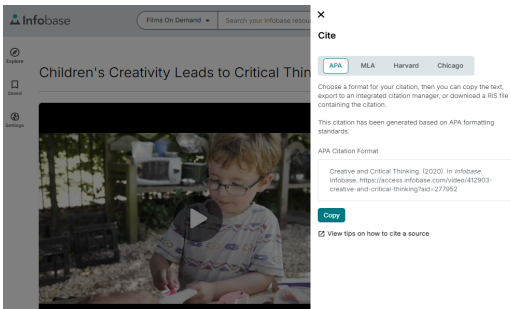 Infobase
Films On Demand
Search your Infobase resou
Explore
Saved
Settings
Children's Creativity Leads to Critical Thin
Cite
APA
MLA
Harvard
Chicago
Choose a format for your citation, then you can copy the text,
export to an integrated citation manager, or download a RIS file
containing the citation.
This citation has been generated based on APA formatting
standards.
APA Citation Format
Creative and Critical Thinking. (2020). In Infobase.
Infobase. https://access.infobase.com/video/412903-
creative-and-critical-thinking?aid=277952
Copy
View tips on how to cite a source